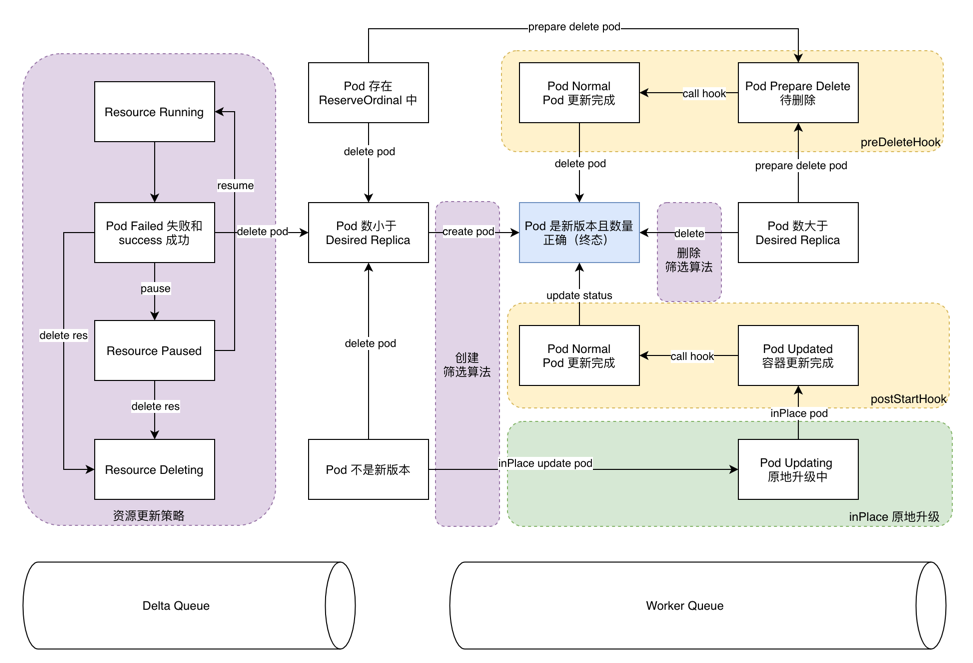 prepare delete pod
Resource Running
resume
Pod Failed 失败和
success 成功
pause
delete res
Resource Paused
delete res
Resource Deleting
资源更新策略
delete pod
Pod 存在
ReserveOrdinal 中
delete pod
Pod 数小于
Desired Replica
delete pod
Pod 不是新版本
create pod
创建
筛选算法
inPlace update pod
Pod Normal
Pod 更新完成
call hook
Pod Prepare Delete
待删除
preDeleteHook
delete pod
prepare delete pod
Pod 是新版本且数量
正确（终态）
delete
删除
筛选算法
Pod 数大于
Desired Replica
update status
Pod Normal
Pod 更新完成
call hook
Pod Updated
容器更新完成
postStartHook
inPlace pod
Pod Updating
原地升级中
inPlace 原地升级
Delta Queue
Worker Queue